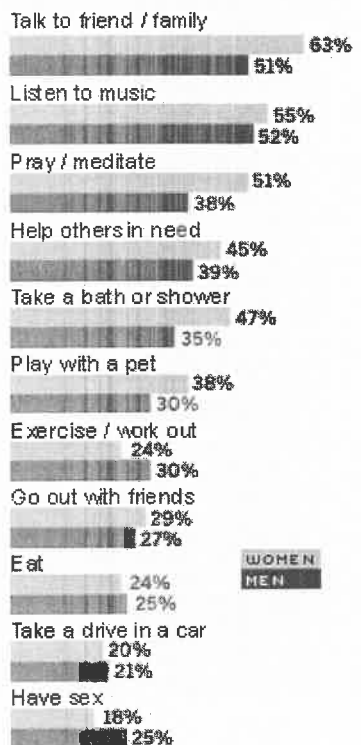 Talk to friend / family
63%
51%
Listen to music
55%
52%
Pray / meditate
51%
38%
Help others in need
45%
39%
Take a bath or shower
47%
35%
Play with a pet
38%
30%
Exercise / work out
24%
30%
Go out with friends
29%
27%
Eat
24%
25%
WOMEN
MEN
Take a drive in a car
20%
21%
Have sex
18%
25%